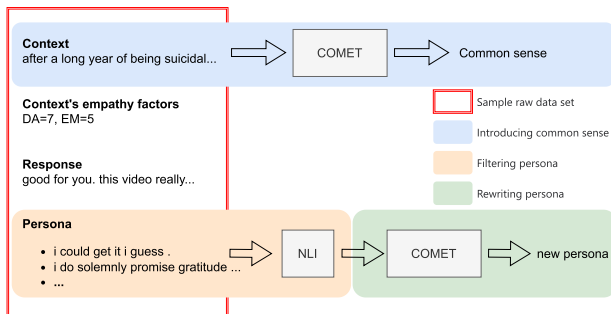 Context
after a long year of being suicidal...
COMET
Common sense
Context's empathy factors
DA=7, EM=5
Response
good for you. this video really...
Sample raw data set
Introducing common sense
Filtering persona
Rewriting persona
Persona
• i could get it i guess .
• i do solemnly promise gratitude ...
• ...
NLI
COMET
new persona